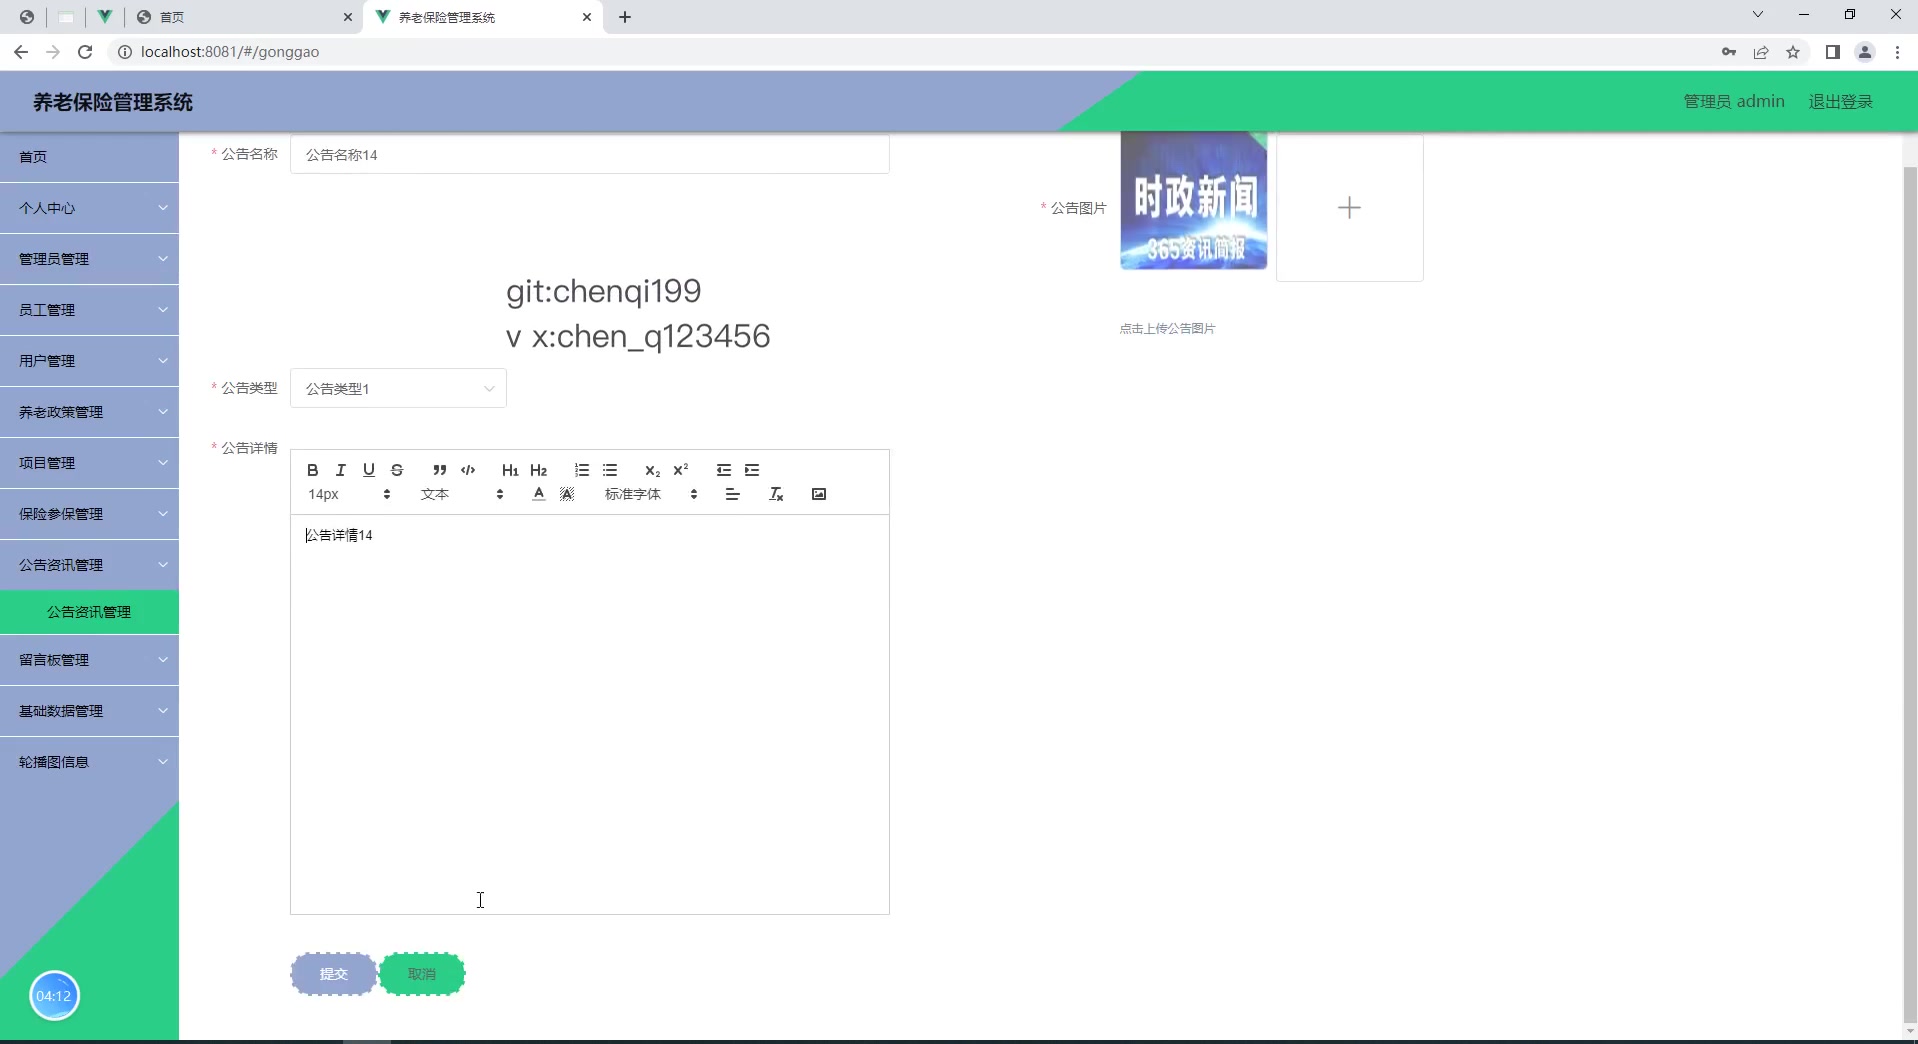 首页
养老保险管理系统
localhost:8081/#/gonggao
养老保险管理系统
管理员 admin
退出登录
首页
个人中心
管理员管理
员工管理
用户管理
养老政策管理
项目管理
保险参保管理
公告资讯管理
公告资讯管理
留言板管理
基础数据管理
轮播图信息
04:12
* 公告名称
公告名称14
* 公告图片
时政新闻
365资讯简报
点击上传公告图片
git:chenqi199
v x:chen_q123456
* 公告类型
公告类型1
* 公告详情
B I U S " </> H1 H2 X₂ X²
14px 文本 A A 标准字体
公告详情14
提交
取消